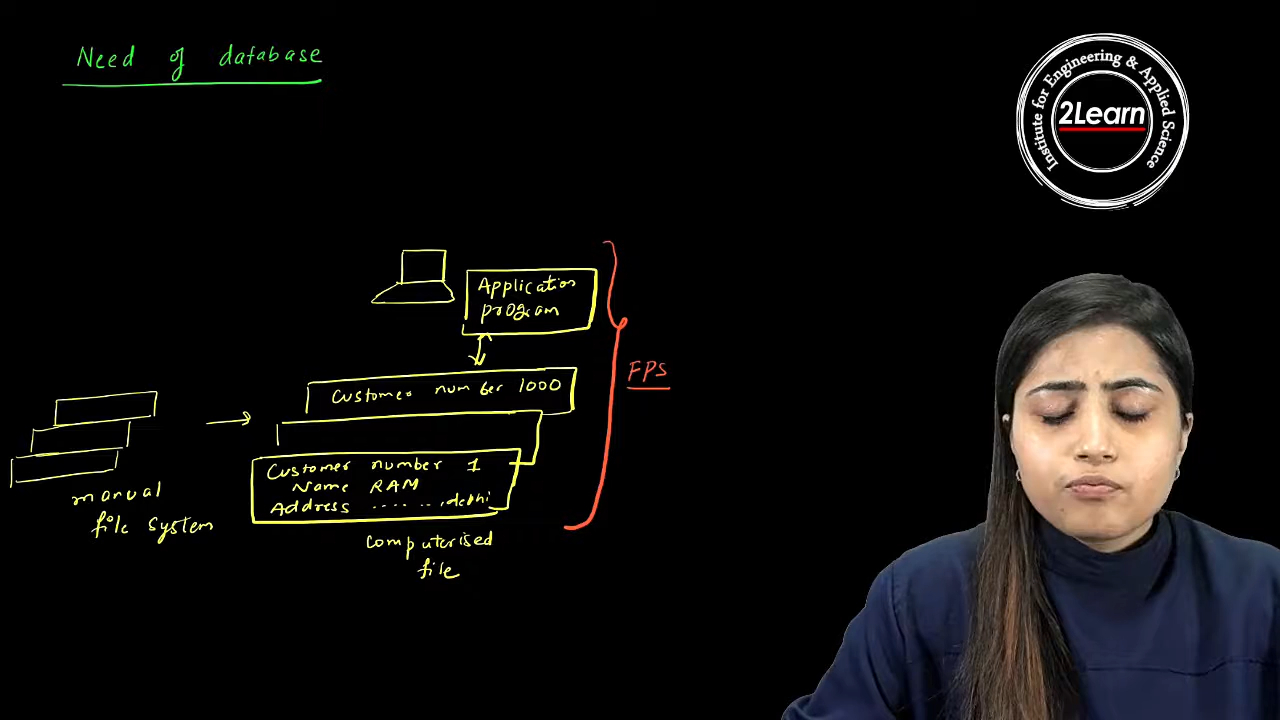 Need of database
Institute for Engineering & Applied Science
2Learn
Application
program
Customer number 1000
FPS
Customer number 1
Name RAM
Address ........, delhi
manual
file system
computerised
file